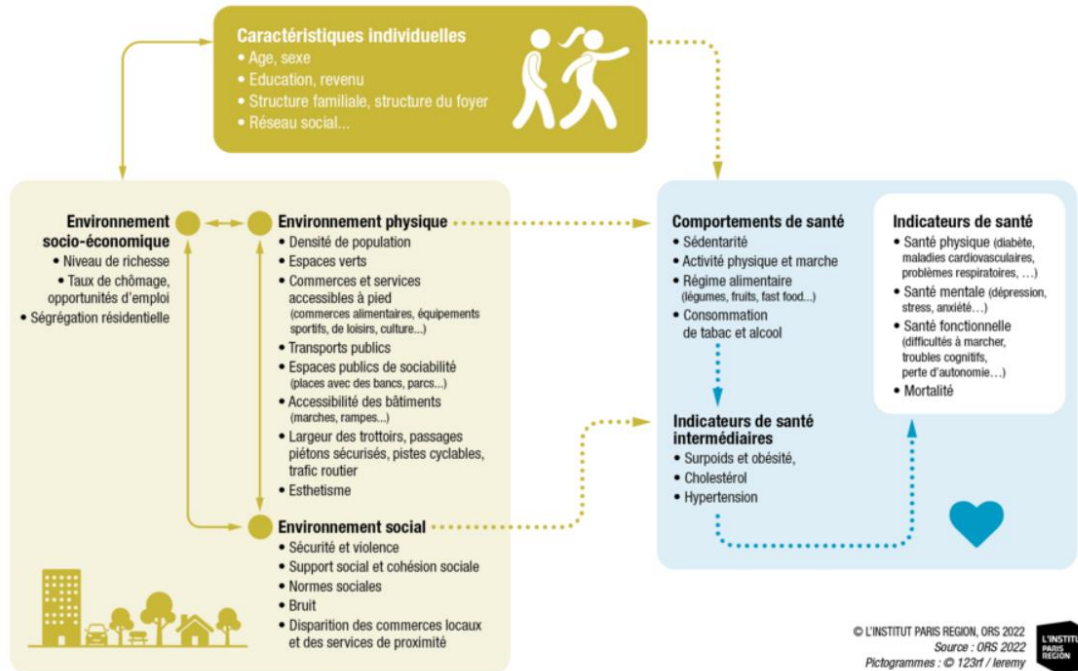 Caractéristiques individuelles
• Age, sexe
• Education, revenu
• Structure familiale, structure du foyer
• Réseau social...
Environnement
socio-économique
• Niveau de richesse
• Taux de chômage,
opportunités d'emploi
• Ségrégation résidentielle
Environnement physique
• Densité de population
• Espaces verts
• Commerces et services
accessibles à pied
(commerces alimentaires, équipements
sportifs, de loisirs, culture...)
• Transports publics
• Espaces publics de sociabilité
(places avec des bancs, parcs...)
• Accessibilité des bâtiments
(marches, rampes...)
• Largeur des trottoirs, passages
piétons sécurisés, pistes cyclables,
trafic routier
• Esthetisme
Environnement social
• Sécurité et violence
• Support social et cohésion sociale
• Normes sociales
• Bruit
• Disparition des commerces locaux
et des services de proximité
Comportements de santé
• Sédentarité
• Activité physique et marche
• Régime alimentaire
(légumes, fruits, fast food...)
• Consommation
de tabac et alcool
Indicateurs de santé
intermédiaires
• Surpoids et obésité,
• Cholestérol
• Hypertension
Indicateurs de santé
• Santé physique (diabète,
maladies cardiovasculaires,
problèmes respiratoires, …)
• Santé mentale (dépression,
stress, anxiété…)
• Santé fonctionnelle
(difficultés à marcher,
troubles cognitifs,
perte d'autonomie…)
• Mortalité
© L'INSTITUT PARIS REGION, ORS 2022
Source : ORS 2022
Pictogrammes : © 123rf / leremy
L'INSTITUT
PARIS
REGION